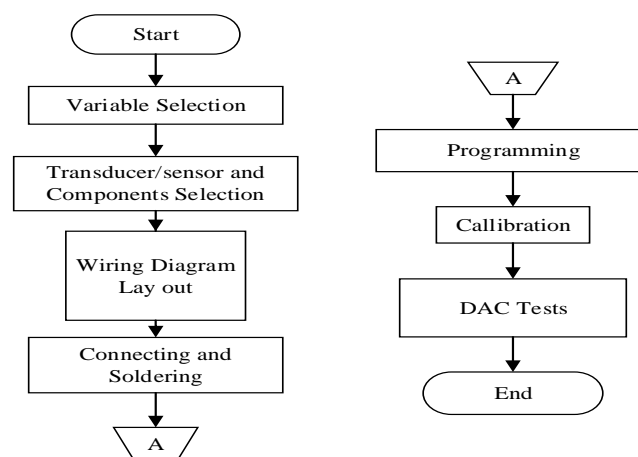 Start
Variable Selection
Transducer/sensor and
Components Selection
Wiring Diagram
Lay out
Connecting and
Soldering
A
A
Programming
Callibration
DAC Tests
End